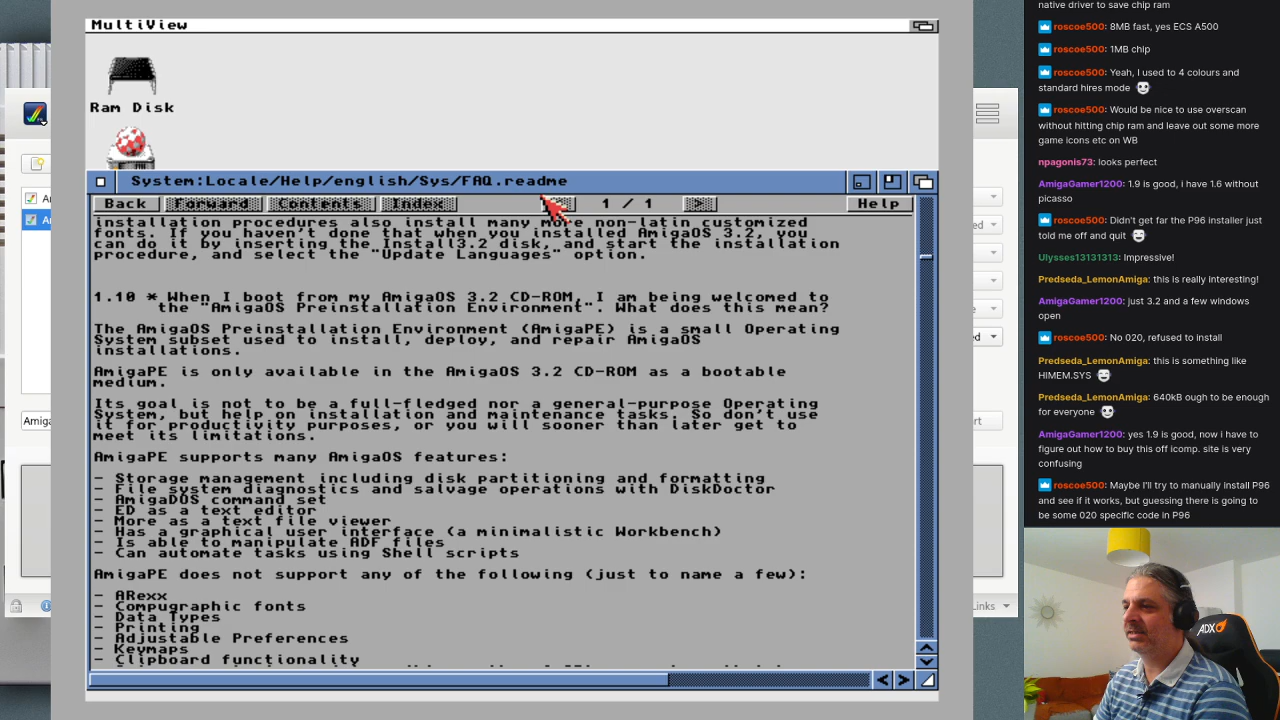 MultiView
Ram Disk
System:Locale/Help/english/Sys/FAQ.readme
Back Forward Contents Index < 1 / 1 > Help
installation procedures also install many more non-latin customized
fonts. If you haven't done that when you installed AmigaOS 3.2, you
can do it by inserting the Install3.2 disk, and start the installation
procedure, and select the "Update Languages" option.
1.10 * When I boot from my AmigaOS 3.2 CD-ROM, I am being welcomed to
the "AmigaOS Preinstalation Environment". What does this mean?
The AmigaOS Preinstallation Environment (AmigaPE) is a small Operating
System subset used to install, deploy, and repair AmigaOS
installations.
AmigaPE is only available in the AmigaOS 3.2 CD-ROM as a bootable
medium.
Its goal is not to be a full-fledged nor a general-purpose Operating
System, but help on installation and maintenance tasks. So don't use
it for productivity purposes, or you will sooner than later get to
meet its limitations.
AmigaPE supports many AmigaOS features:
- Storage management including disk partitioning and formatting
- File system diagnostics and salvage operations with DiskDoctor
- AmigaDOS command set
- ED as a text editor
- More as a text file viewer
- Has a graphical user interface (a minimalistic Workbench)
- Is able to manipulate ADF files
- Can automate tasks using Shell scripts
AmigaPE does not support any of the following (just to name a few):
- ARexx
- Compugraphic fonts
- Data Types
- Printing
- Adjustable Preferences
- Keymaps
- Clipboard functionality
Amiga
Links
native driver to save chip ram
roscoe500: 8MB fast, yes ECS A500
roscoe500: 1MB chip
roscoe500: Yeah, I used to 4 colours and
standard hires mode
roscoe500: Would be nice to use overscan
without hitting chip ram and leave out some more
game icons etc on WB
npagonis73: looks perfect
AmigaGamer1200: 1.9 is good, i have 1.6 without
picasso
roscoe500: Didn't get far the P96 installer just
told me off and quit
Ulysses13131313: Impressive!
Predseda_LemonAmiga: this is really interesting!
AmigaGamer1200: just 3.2 and a few windows
open
roscoe500: No 020, refused to install
Predseda_LemonAmiga: this is something like
HIMEM.SYS
Predseda_LemonAmiga: 640kB ough to be enough
for everyone
AmigaGamer1200: yes 1.9 is good, now i have to
figure out how to buy this off icomp. site is very
confusing
roscoe500: Maybe I'll try to manually install P96
and see if it works, but guessing there is going to
be some 020 specific code in P96
ADX